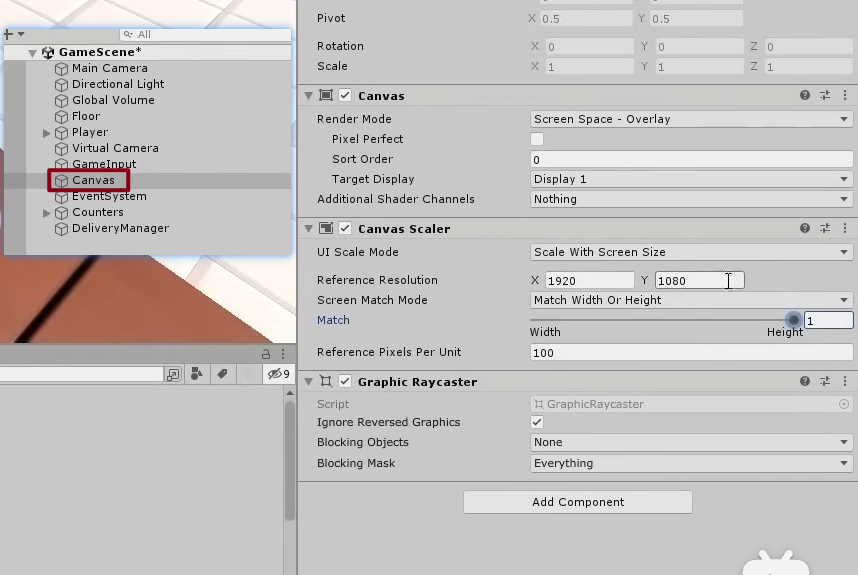 All
GameScene*
Main Camera
Directional Light
Global Volume
Floor
Player
Virtual Camera
GameInput
Canvas
EventSystem
Counters
DeliveryManager
9
Pivot X 0.5 Y 0.5
Rotation X 0 Y 0 Z 0
Scale X 1 Y 1 Z 1
Canvas
Render Mode Screen Space - Overlay
Pixel Perfect
Sort Order 0
Target Display Display 1
Additional Shader Channels Nothing
Canvas Scaler
UI Scale Mode Scale With Screen Size
Reference Resolution X 1920 Y 1080
Screen Match Mode Match Width Or Height
Match 1
Width Height
Reference Pixels Per Unit 100
Graphic Raycaster
Script GraphicRaycaster
Ignore Reversed Graphics
Blocking Objects None
Blocking Mask Everything
Add Component